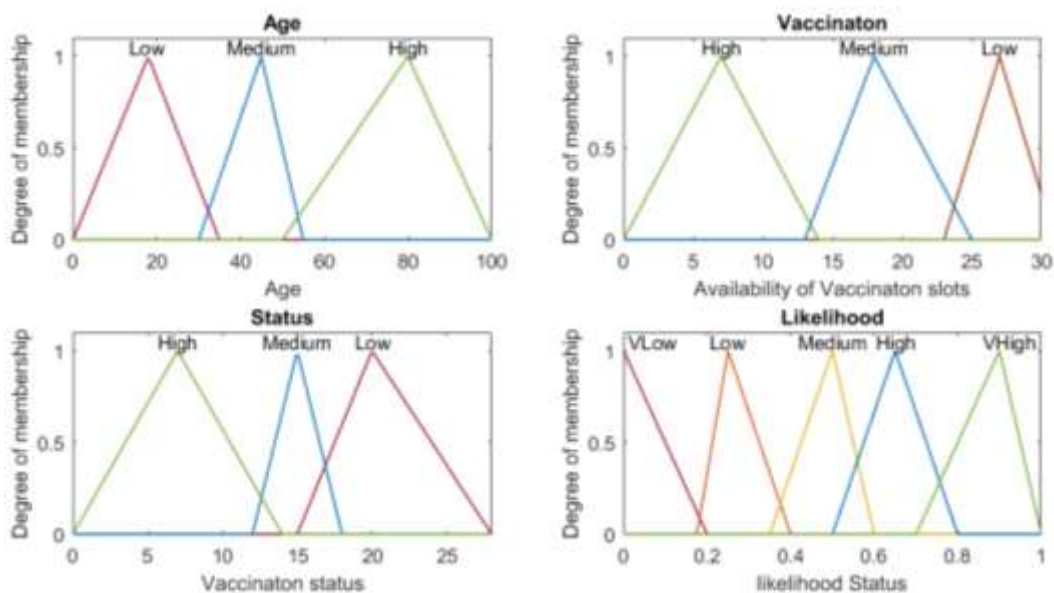 Age
Low Medium High
Degree of membership
1
0.5
0
0 20 40 60 80 100
Age
Vaccinaton
High Medium Low
Degree of membership
1
0.5
0
0 5 10 15 20 25 30
Availability of Vaccinaton slots
Status
High Medium Low
Degree of membership
1
0.5
0
0 5 10 15 20 25
Vaccinaton status
Likelihood
VLow Low Medium High VHigh
Degree of membership
1
0.5
0
0 0.2 0.4 0.6 0.8 1
likelihood Status